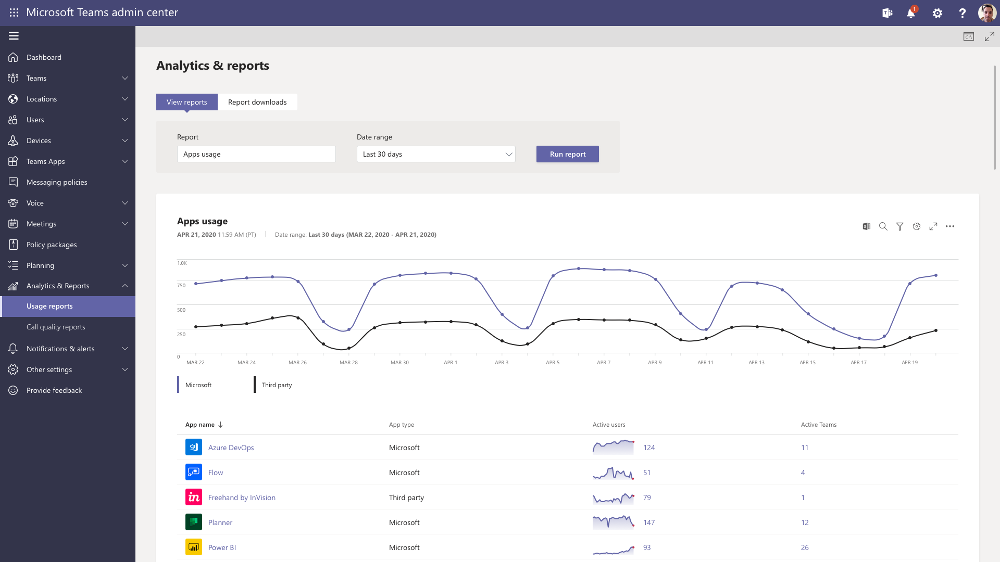 Microsoft Teams admin center
1
Dashboard
Teams
Locations
Users
Devices
Teams Apps
Messaging policies
Voice
Meetings
Policy packages
Planning
Analytics & Reports
Usage reports
Call quality reports
Notifications & alerts
Other settings
Provide feedback
C:\
Analytics & reports
View reports Report downloads
Report Date range
Apps usage Last 30 days Run report
Apps usage
APR 21, 2020 11:59 AM (PT) Date range: Last 30 days (MAR 22, 2020 - APR 21, 2020)
1.0K
750
500
250
0
MAR 22 MAR 24 MAR 26 MAR 28 MAR 30 APR 1 APR 3 APR 5 APR 7 APR 9 APR 11 APR 13 APR 15 APR 17 APR 19
Microsoft Third party
App name App type Active users Active Teams
Azure DevOps Microsoft 124 11
Flow Microsoft 51 4
in Freehand by InVision Third party 79 1
Planner Microsoft 147 12
Power BI Microsoft 93 26